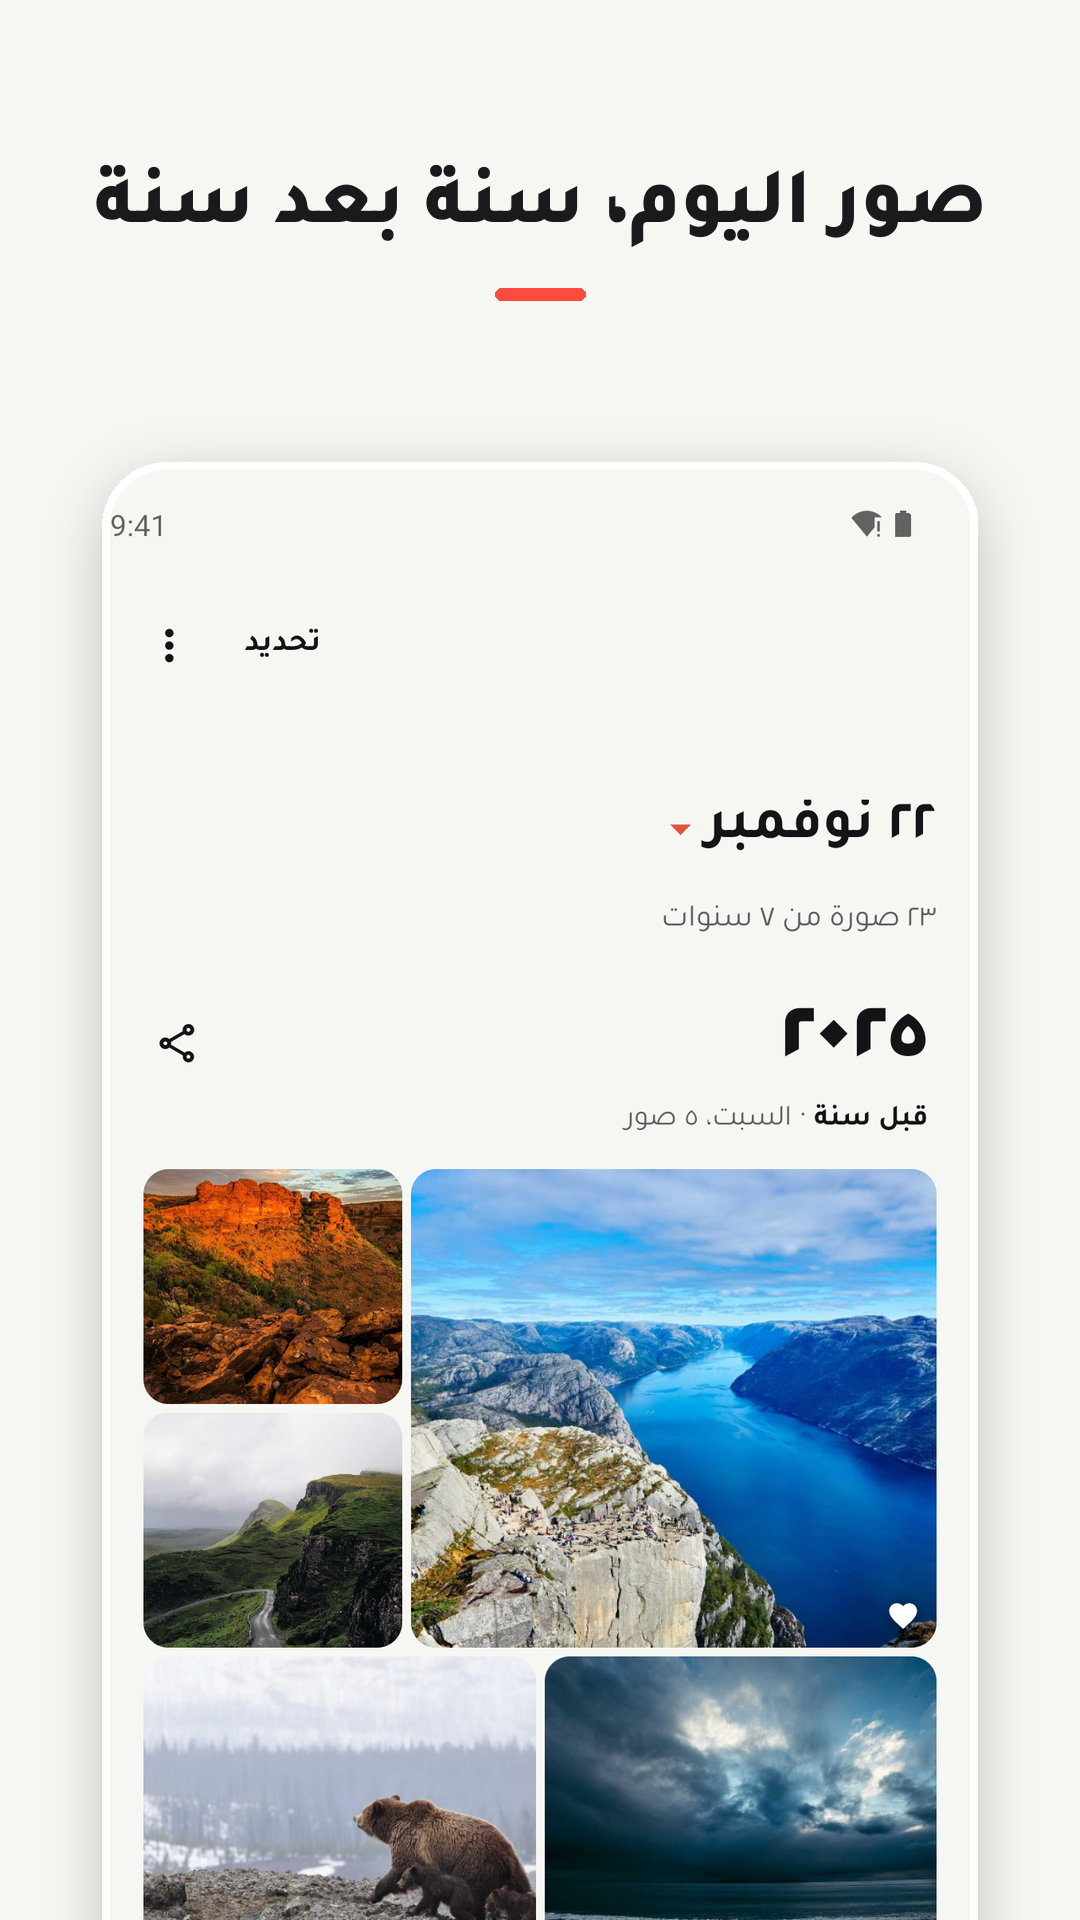 صور اليوم، سنة بعد سنة
9:41
تحديد
٢٢ نوفمبر
٢٣ صورة من ٧ سنوات
٢٠٢٥
قبل سنة · السبت، ٥ صور